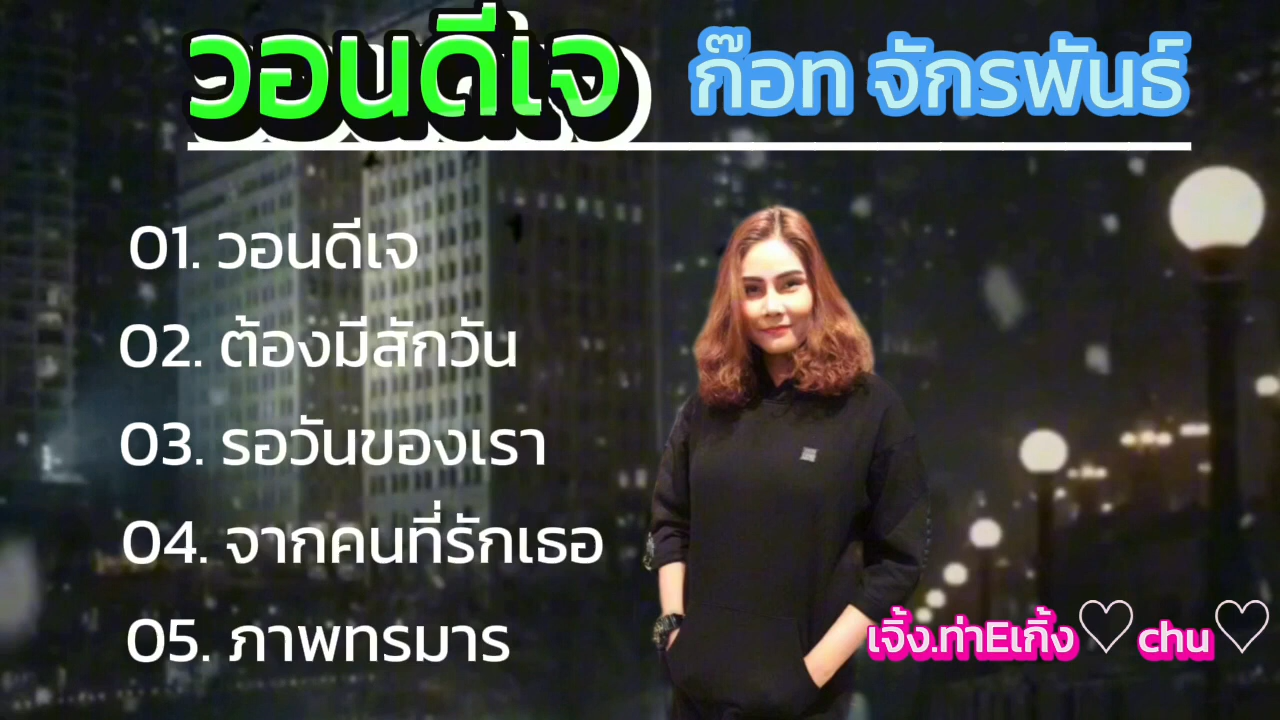 วอนดีเจ ก๊อท จักรพันธ์
01. วอนดีเจ
02. ต้องมีสักวัน
03. รอวันของเรา
04. จากคนที่รักเธอ
05. ภาพทรมาร
เจิ้ง.ท่าEเกิ้ง♡chu♡